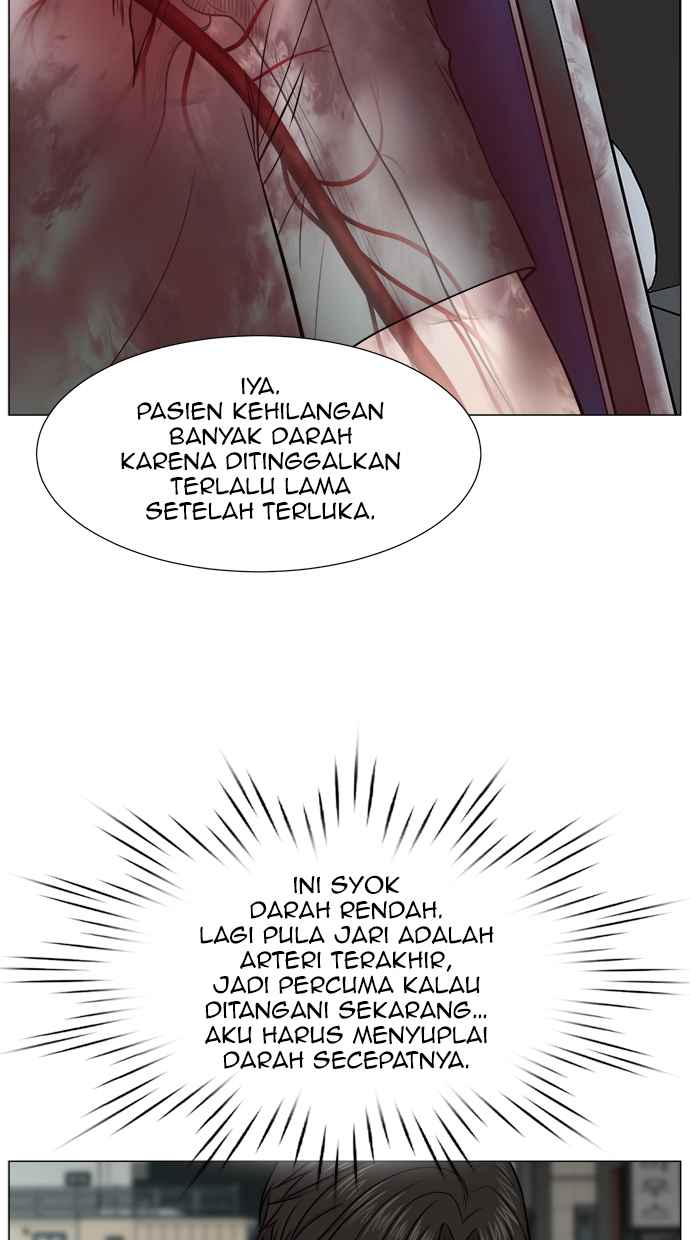 IYA.
PASIEN KEHILANGAN
BANYAK DARAH
KARENA DITINGGALKAN
TERLALU LAMA
SETELAH TERLUKA.
INI SYOK
DARAH RENDAH.
LAGI PULA JARI ADALAH
ARTERI TERAKHIR,
JADI PERCUMA KALAU
DITANGANI SEKARANG...
AKU HARUS MENYUPLAI
DARAH SECEPATNYA.